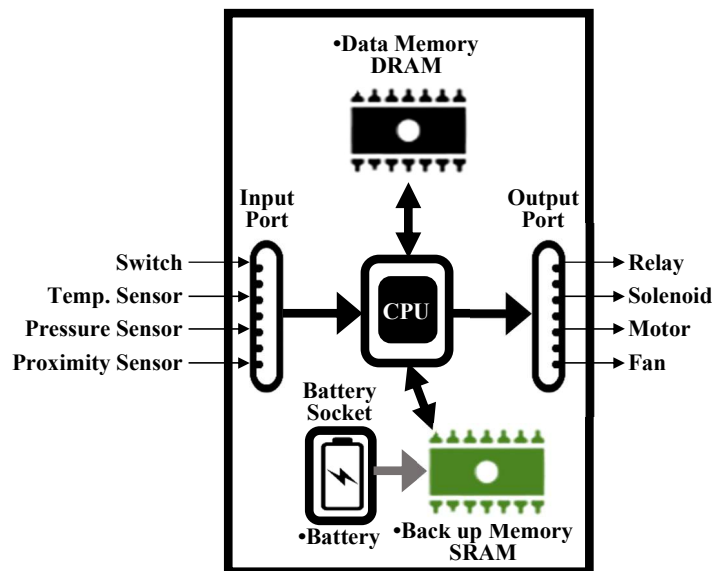 •Data Memory
DRAM
Input
Port
Output
Port
Switch
Temp. Sensor
Pressure Sensor
Proximity Sensor
CPU
Relay
Solenoid
Motor
Fan
Battery
Socket
•Battery
•Back up Memory
SRAM